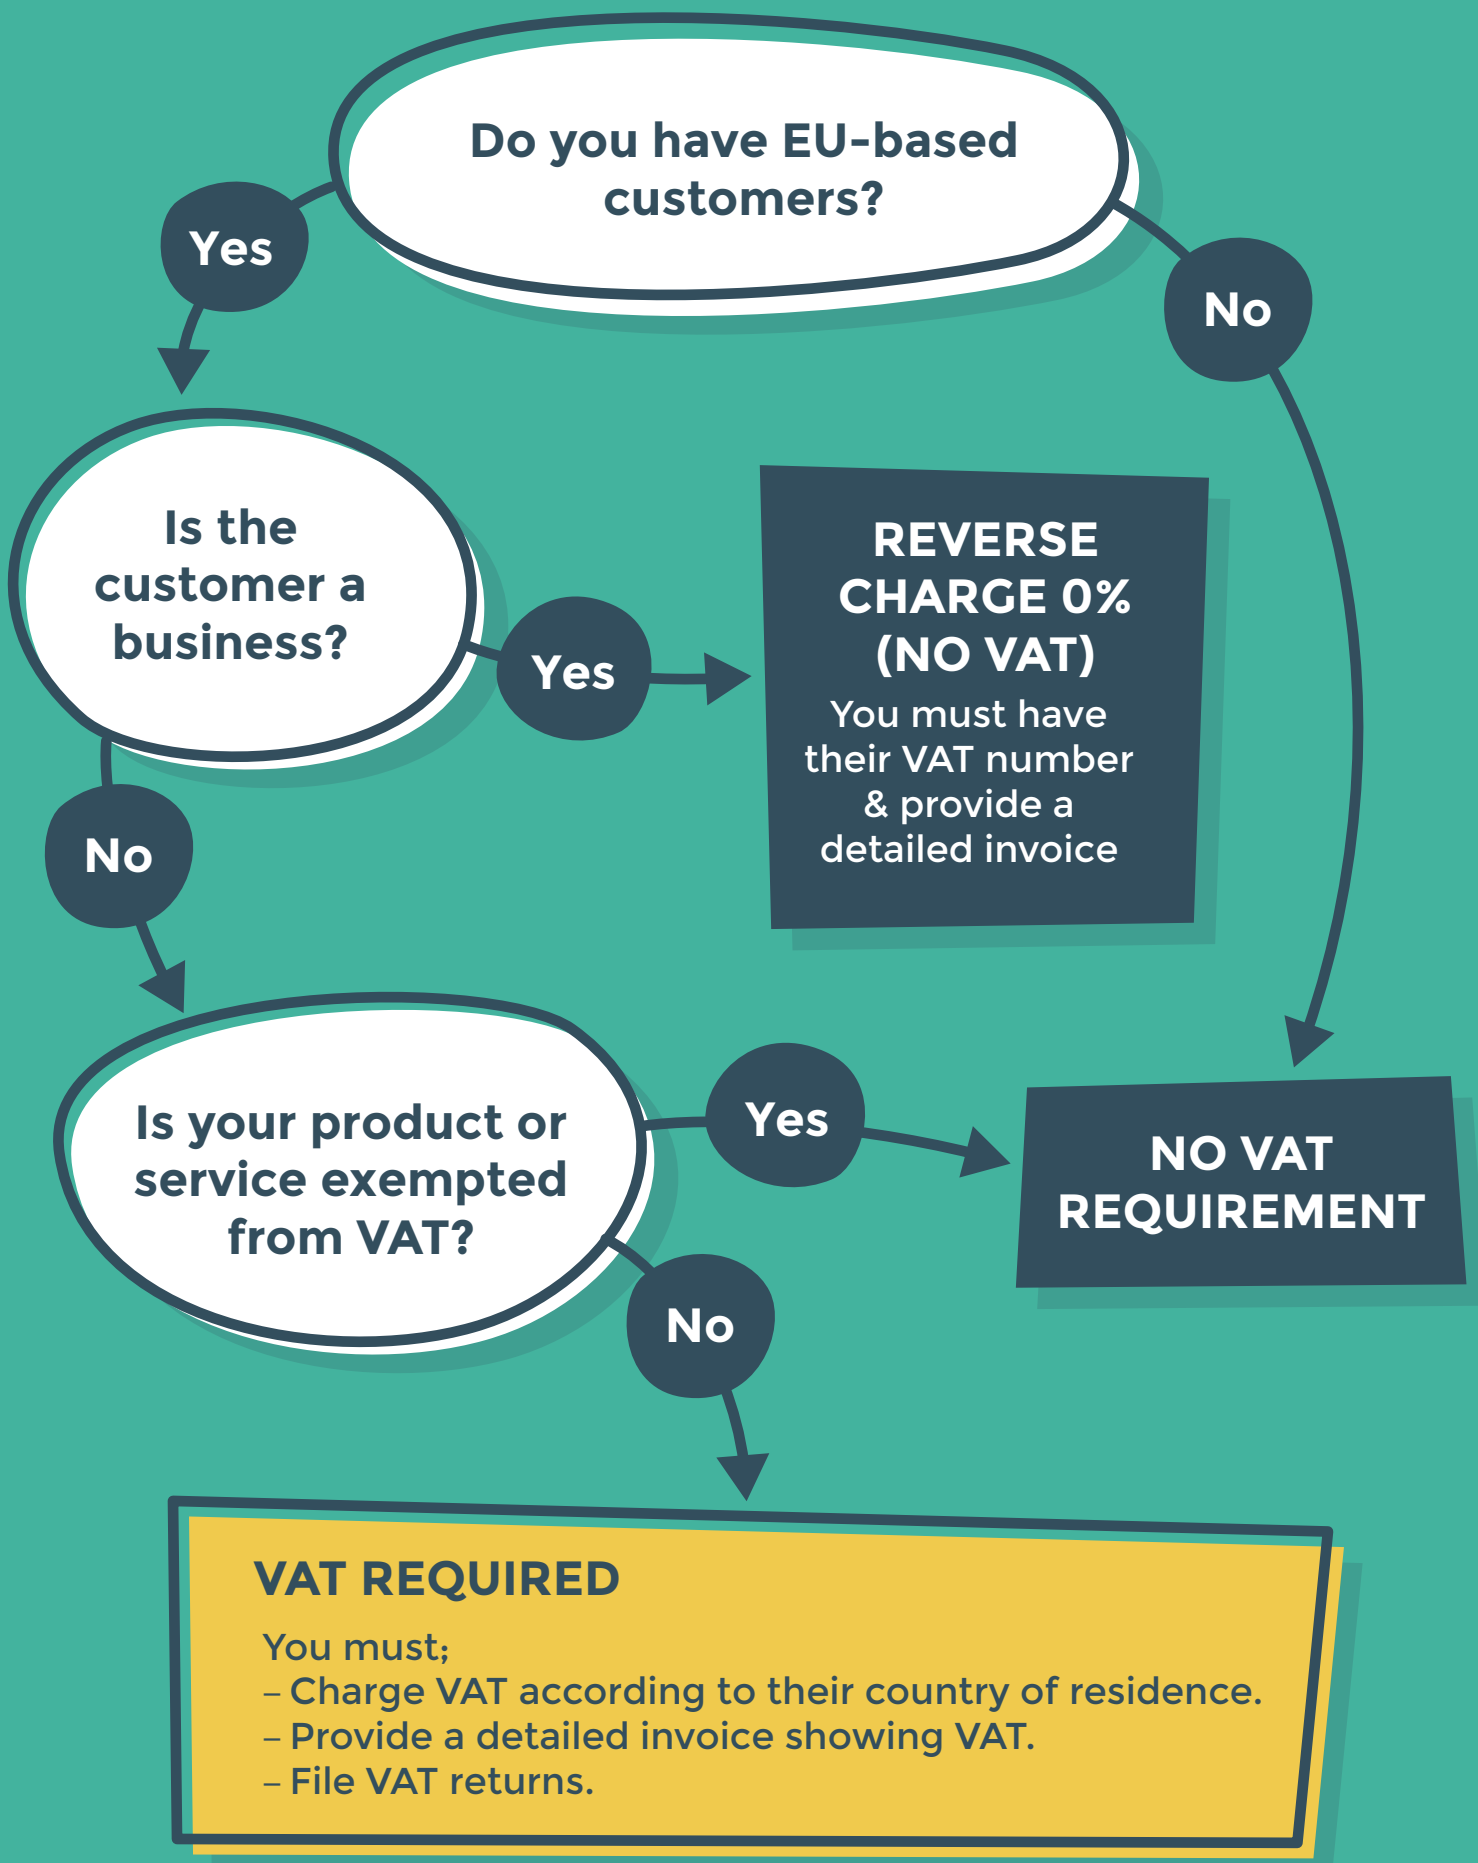 Do you have EU-based
customers?
Yes
No
Is the
customer a
business?
Yes
REVERSE
CHARGE 0%
(NO VAT)
You must have
their VAT number
& provide a
detailed invoice
No
Is your product or
service exempted
from VAT?
Yes
NO VAT
REQUIREMENT
No
VAT REQUIRED
You must;
– Charge VAT according to their country of residence.
– Provide a detailed invoice showing VAT.
– File VAT returns.